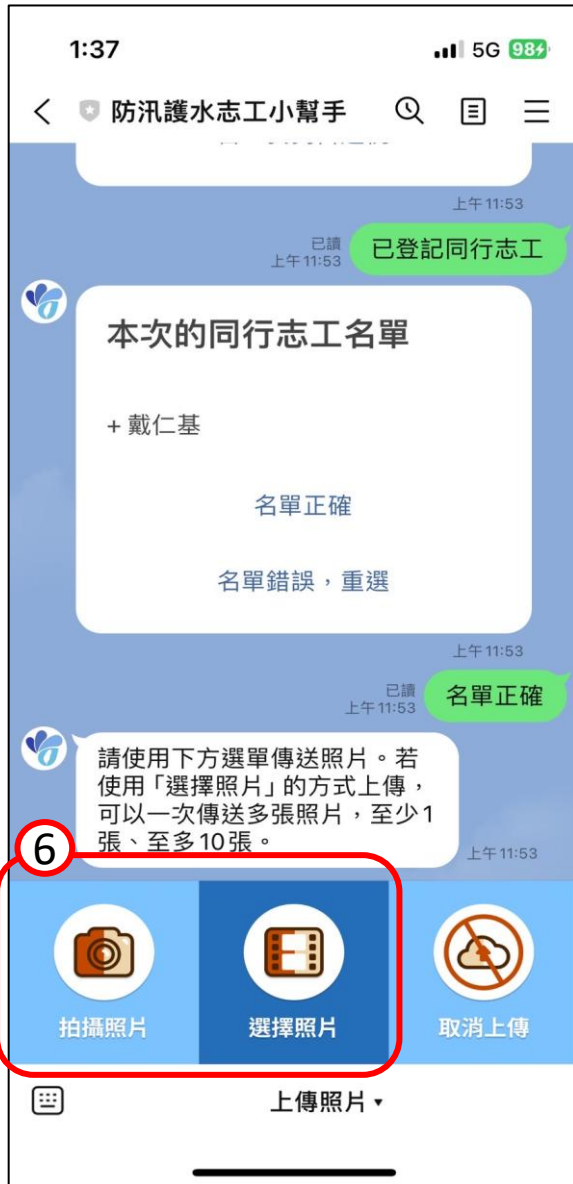 1:37
5G 98
防汛護水志工小幫手
上午11:53
已讀
上午11:53
已登記同行志工
本次的同行志工名單
+ 戴仁基
名單正確
名單錯誤，重選
上午11:53
已讀
上午11:53
名單正確
請使用下方選單傳送照片。若
使用「選擇照片」的方式上傳，
可以一次傳送多張照片，至少1
張、至多10張。
上午11:53
6
拍攝照片
選擇照片
取消上傳
上傳照片 ▾